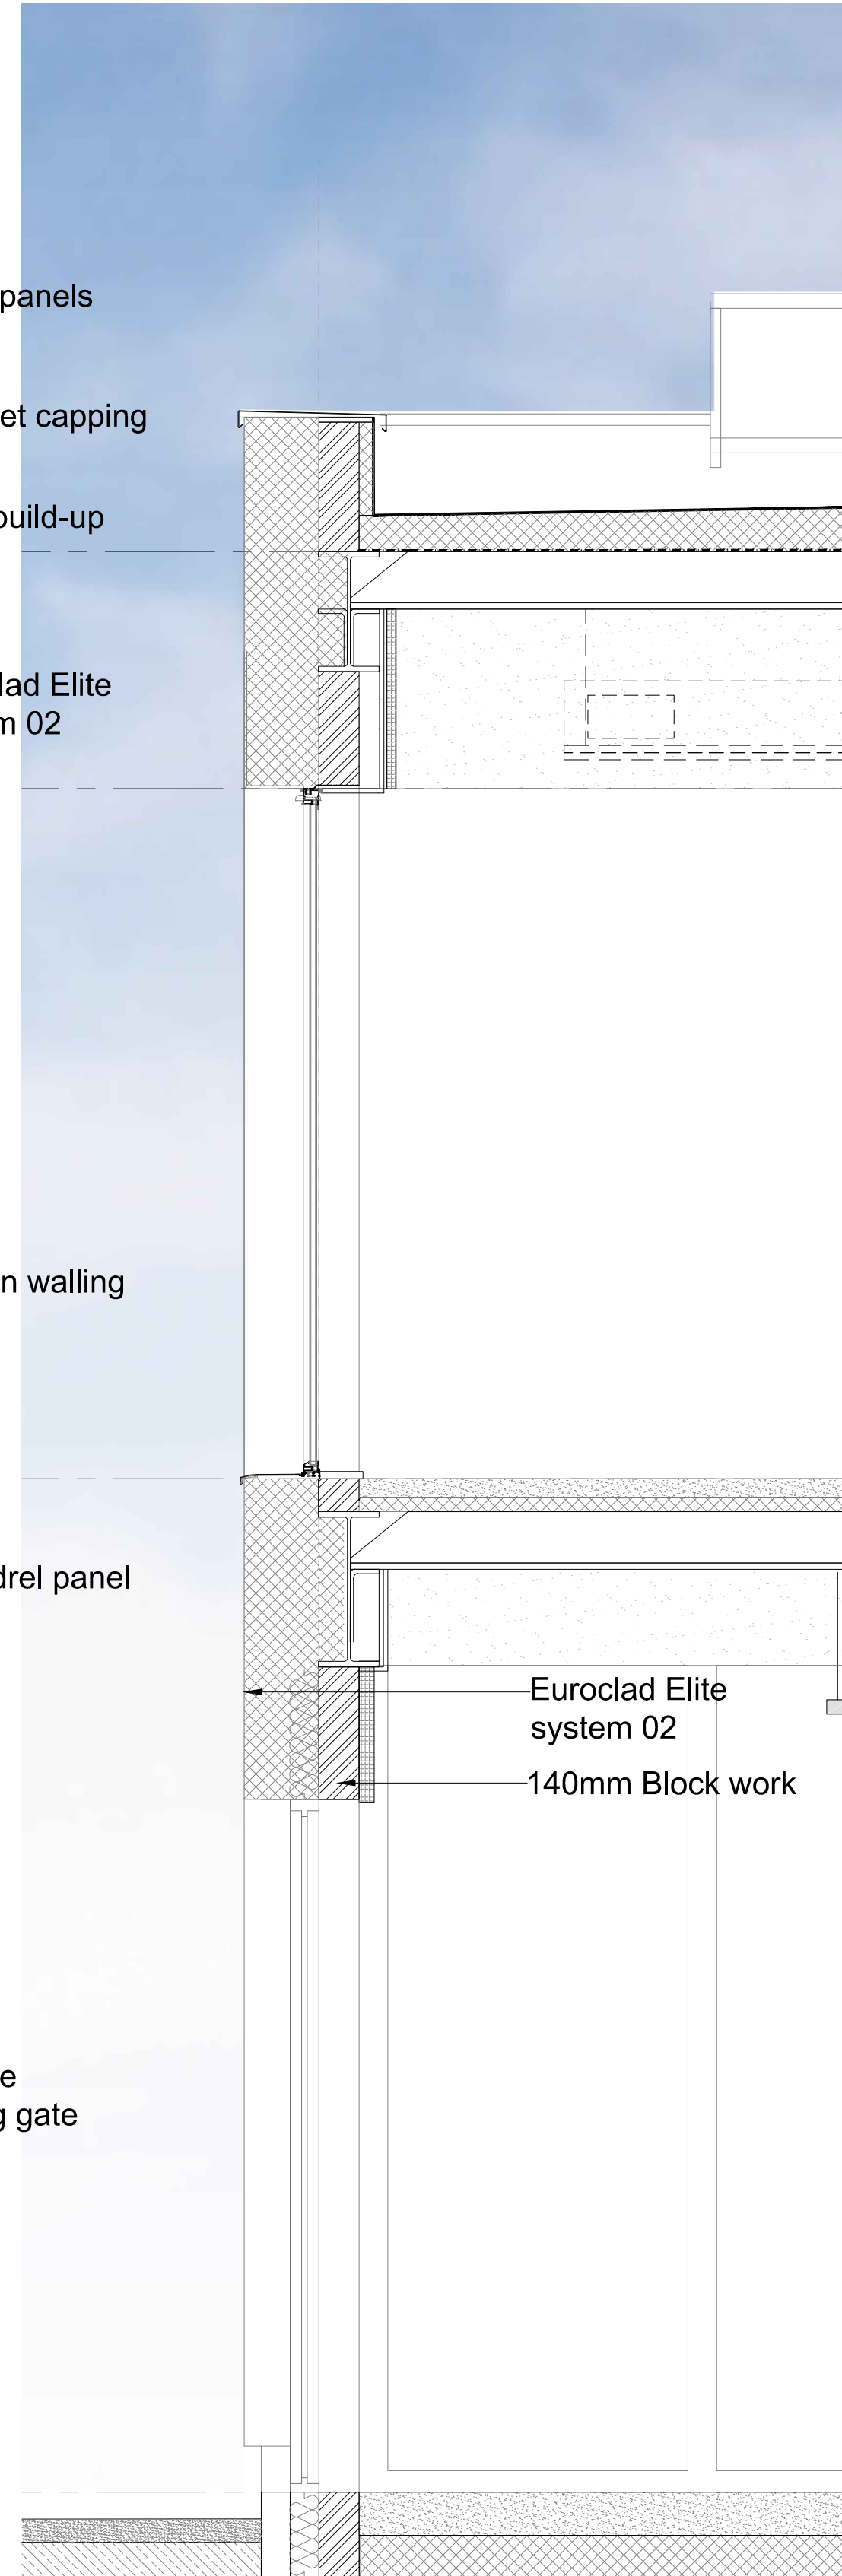 panels
et capping
build-up
lad Elite
m 02
n walling
drel panel
Euroclad Elite
system 02
140mm Block work
e
g gate